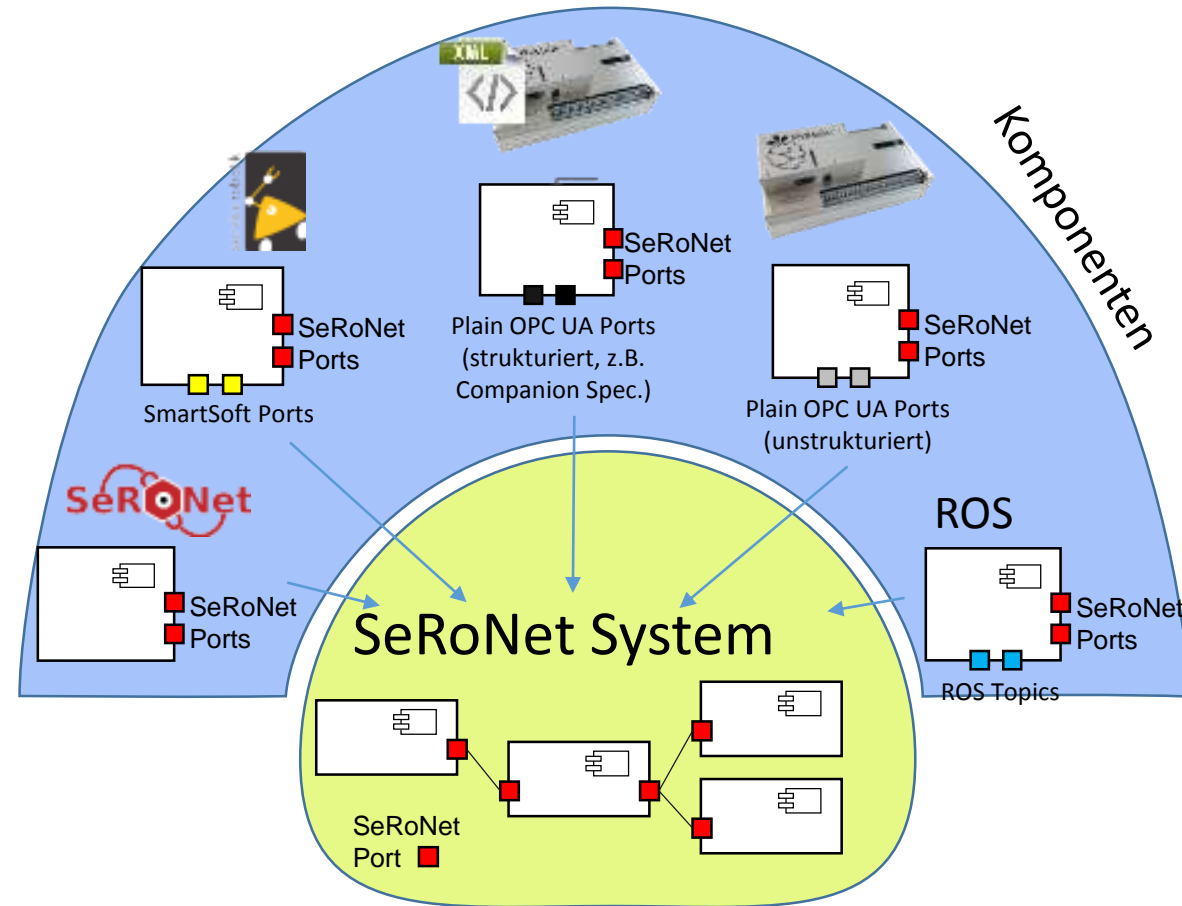 XML
</>
Komponenten
SeRoNet
Ports
Plain OPC UA Ports
(strukturiert, z.B.
Companion Spec.)
SeRoNet
Ports
SmartSoft Ports
SeRoNet
Ports
Plain OPC UA Ports
(unstrukturiert)
SeRoNet
SeRoNet
Ports
ROS
SeRoNet
Ports
ROS Topics
SeRoNet System
SeRoNet
Port